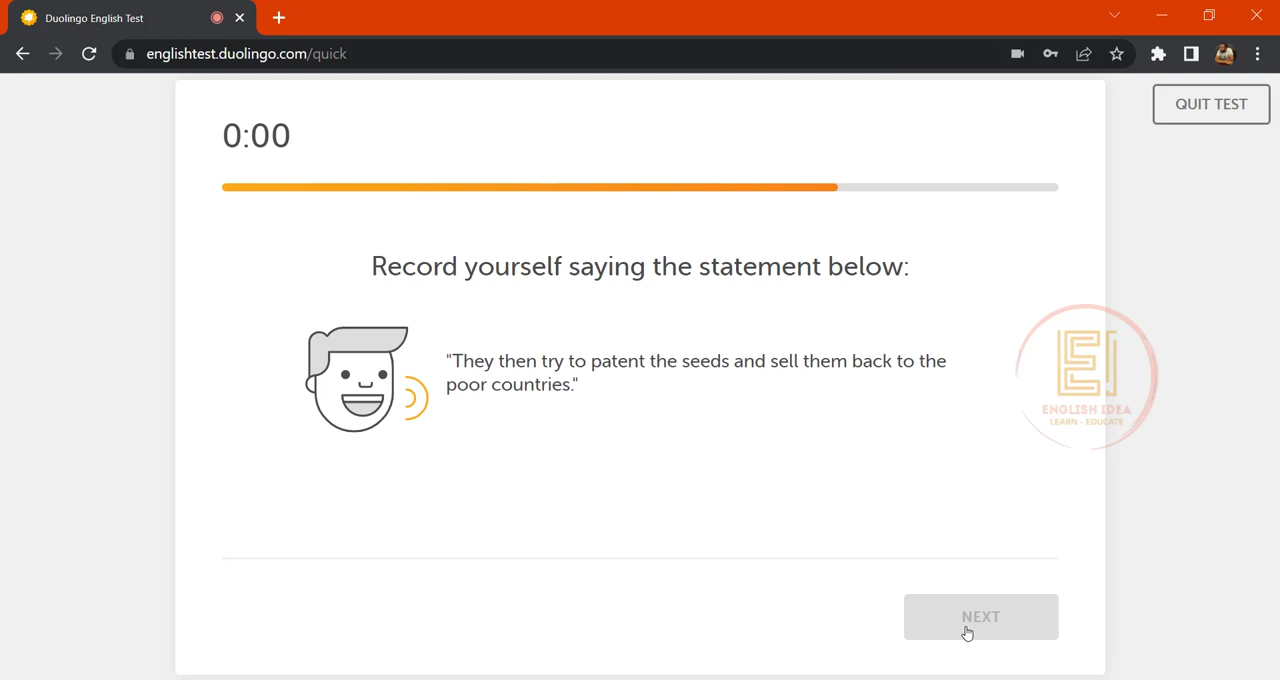 Duolingo English Test
englishtest.duolingo.com/quick
QUIT TEST
0:00
Record yourself saying the statement below:
"They then try to patent the seeds and sell them back to the
poor countries."
EI
ENGLISH IDEA
LEARN - EDUCATE
NEXT